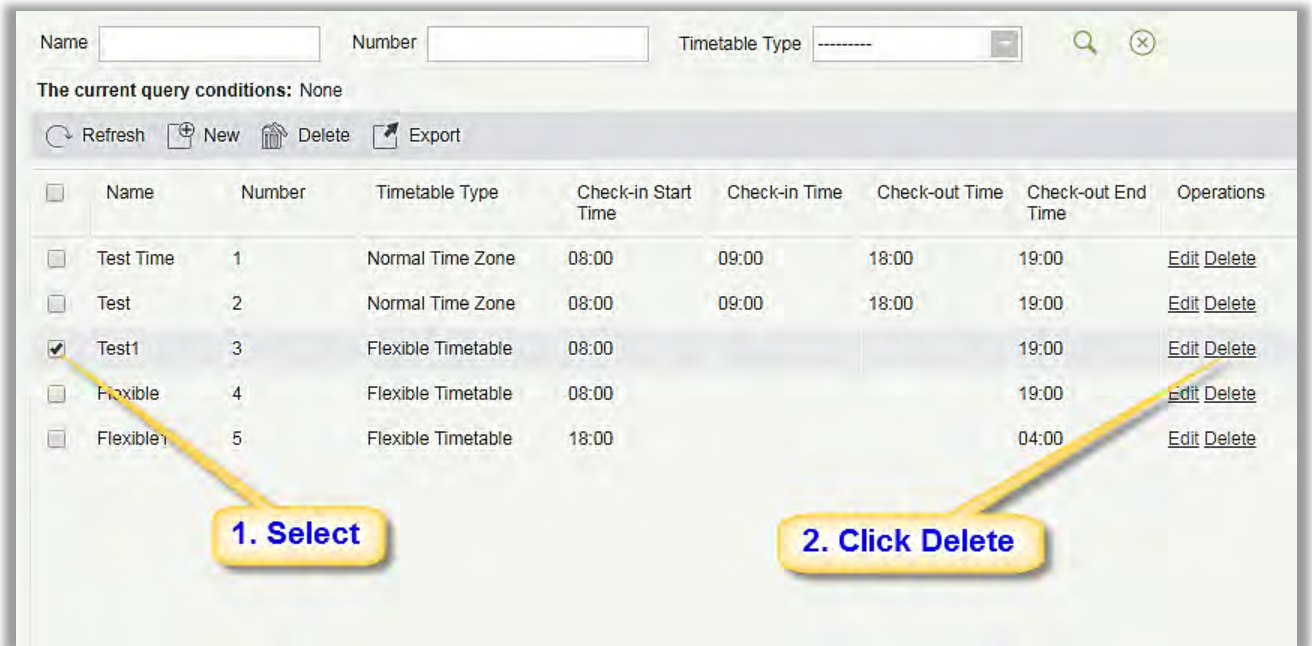 Name Number Timetable Type ---------
The current query conditions: None
Refresh New Delete Export
Name Number Timetable Type Check-in Start Time Check-in Time Check-out Time Check-out End Time Operations
Test Time 1 Normal Time Zone 08:00 09:00 18:00 19:00 Edit Delete
Test 2 Normal Time Zone 08:00 09:00 18:00 19:00 Edit Delete
Test1 3 Flexible Timetable 08:00 19:00 Edit Delete
Flexible 4 Flexible Timetable 08:00 19:00 Edit Delete
Flexible1 5 Flexible Timetable 18:00 04:00 Edit Delete
1. Select
2. Click Delete